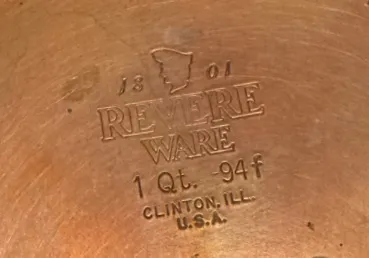 18 01
REVERE
WARE
1 Qt. -94f
CLINTON, ILL.
U.S.A.